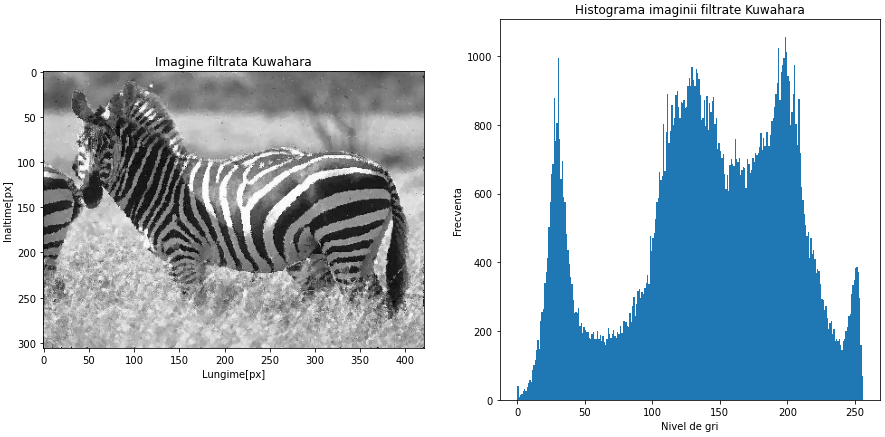 Imagine filtrata Kuwahara
0
50
100
150
200
250
300
Inaltime[px]
0 50 100 150 200 250 300 350 400
Lungime[px]
Histograma imaginii filtrate Kuwahara
1000
800
600
400
200
0
Frecventa
0 50 100 150 200 250
Nivel de gri